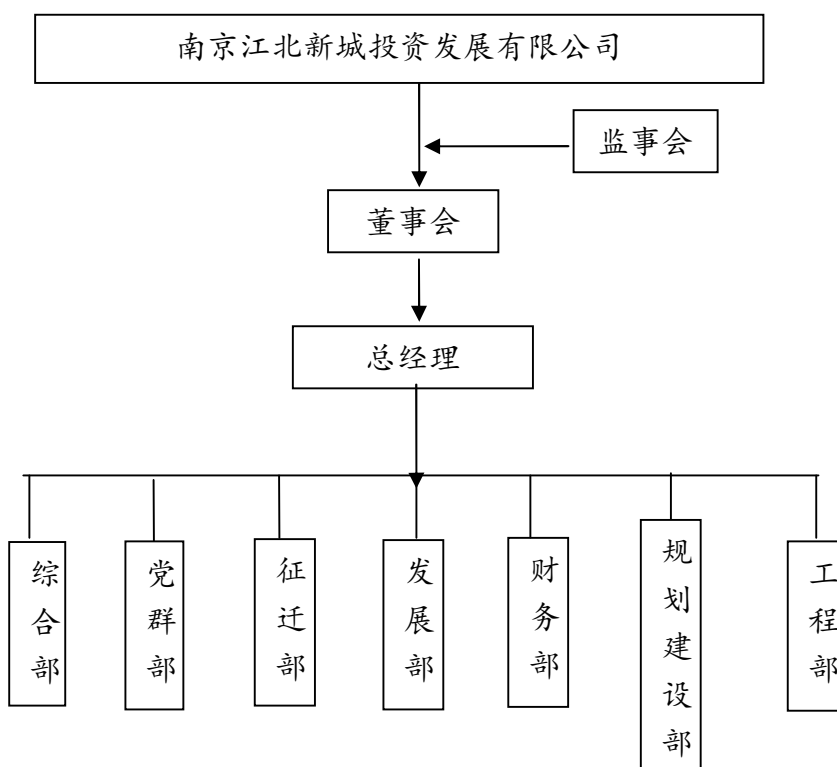 南京江北新城投资发展有限公司
监事会
董事会
总经理
综合部
党群部
征迁部
发展部
财务部
规划建设部
工程部